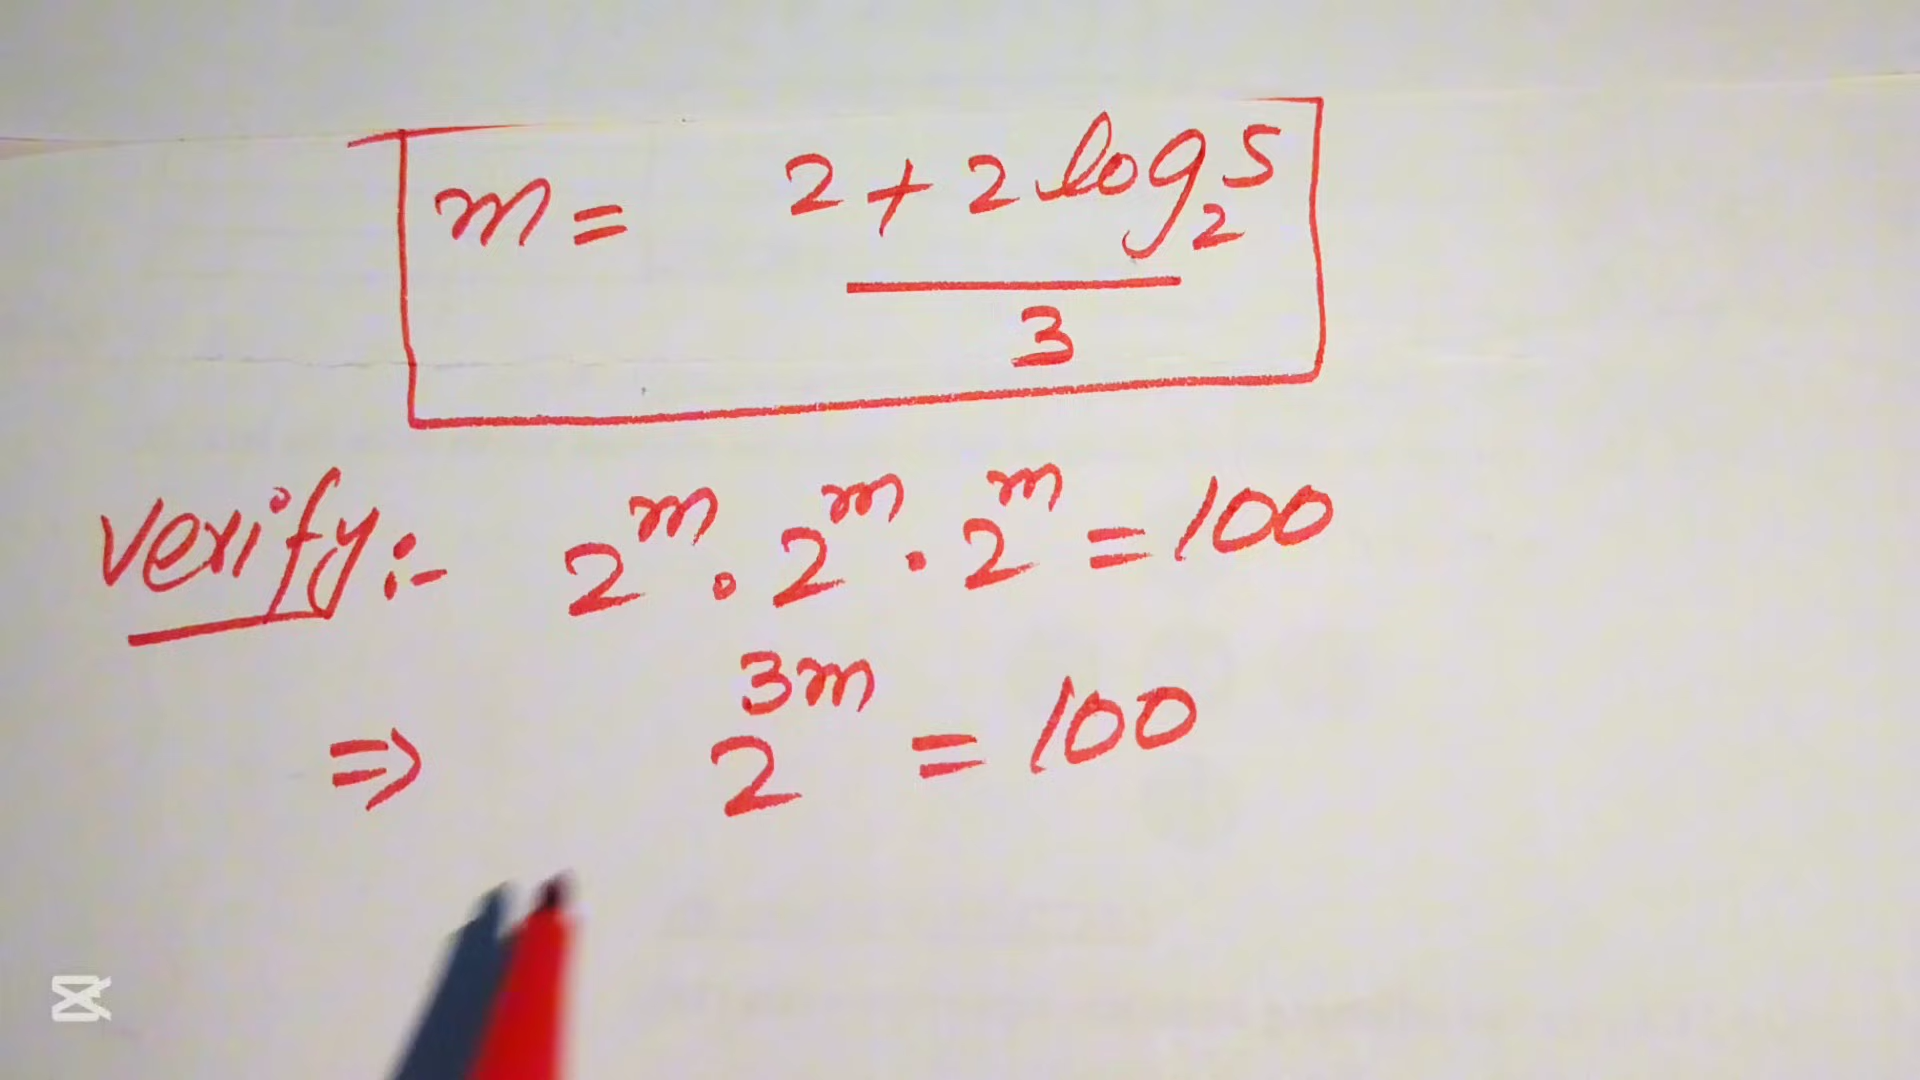 m = 2 + 2 log₂5
3
Verify:- 2^m . 2^m . 2^m = 100
⇒ 2^3m = 100